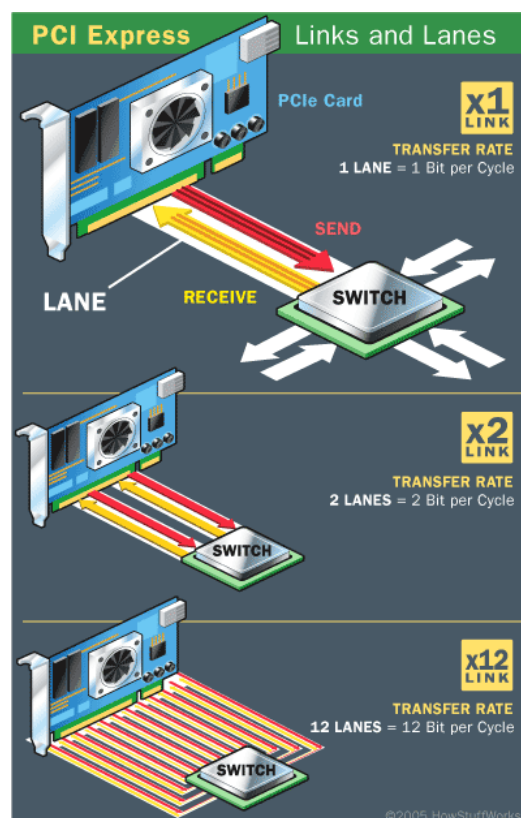 PCI Express Links and Lanes
PCIe Card
x1
LINK
TRANSFER RATE
1 LANE = 1 Bit per Cycle
SEND
LANE
RECEIVE
SWITCH
x2
LINK
TRANSFER RATE
2 LANES = 2 Bit per Cycle
SWITCH
x12
LINK
TRANSFER RATE
12 LANES = 12 Bit per Cycle
SWITCH
©2005 HowStuffWorks